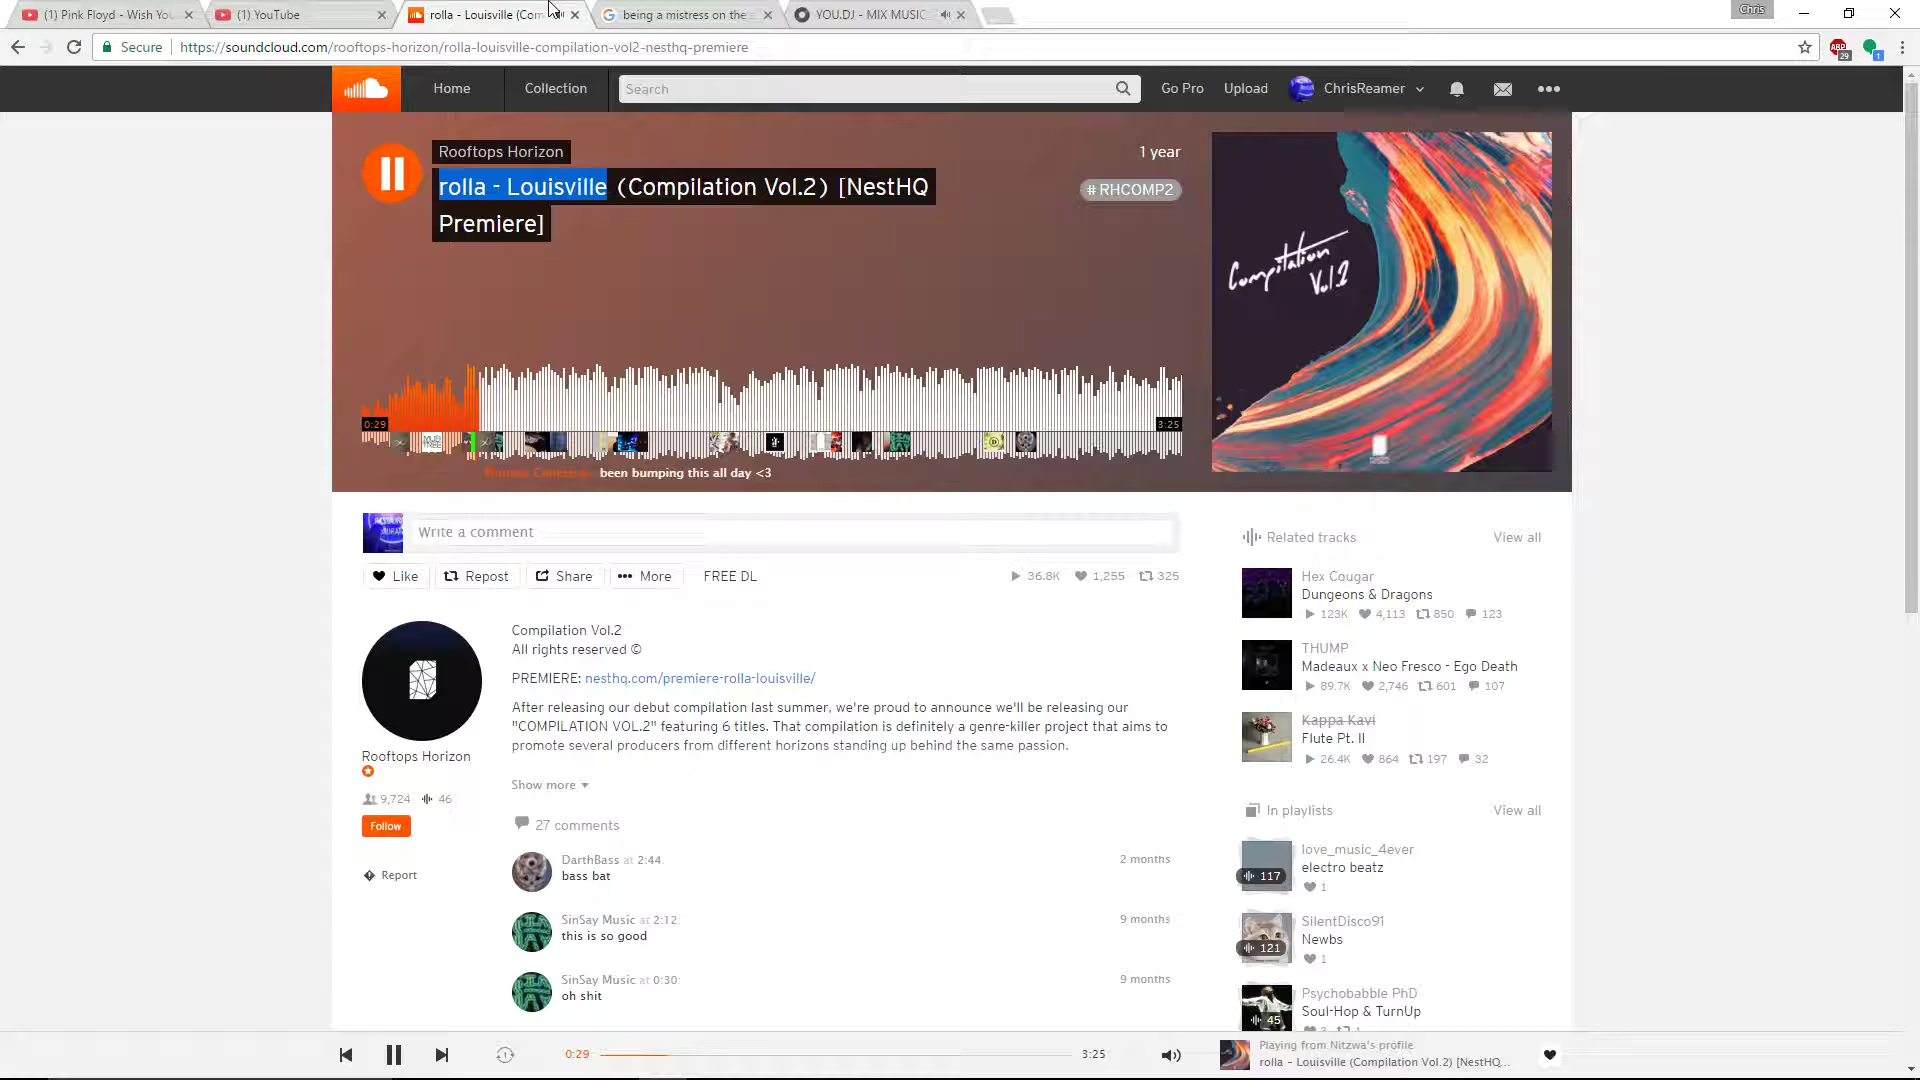 (1) Pink Floyd - Wish Yo
(1) YouTube
rolla - Louisville (Com
being a mistress on the s
YOU.DJ - MIX MUSIC
Chris
Secure
https://soundcloud.com/rooftops-horizon/rolla-louisville-compilation-vol2-nesthq-premiere
ABP
29
1
Home
Collection
Search
Go Pro
Upload
ChrisReamer
Rooftops Horizon
1 year
rolla - Louisville (Compilation Vol.2) [NestHQ
Premiere]
# RHCOMP2
Compilation
Vol.2
0:29
3:25
been bumping this all day <3
Write a comment
Like
Repost
Share
More
FREE DL
36.8K
1,255
325
Compilation Vol.2
All rights reserved ©
PREMIERE: nesthq.com/premiere-rolla-louisville/
After releasing our debut compilation last summer, we're proud to announce we'll be releasing our
"COMPILATION VOL.2" featuring 6 titles. That compilation is definitely a genre-killer project that aims to
promote several producers from different horizons standing up behind the same passion.
Show more
Rooftops Horizon
9,724
46
Follow
Report
27 comments
DarthBass at 2:44
2 months
bass bat
SinSay Music at 2:12
9 months
this is so good
SinSay Music at 0:30
9 months
oh shit
Related tracks
View all
Hex Cougar
Dungeons & Dragons
123K
4,113
850
123
THUMP
Madeaux x Neo Fresco - Ego Death
89.7K
2,746
601
107
Kappa Kavi
Flute Pt. II
26.4K
864
197
32
In playlists
View all
love_music_4ever
electro beatz
117
1
SilentDisco91
Newbs
121
1
Psychobabble PhD
Soul-Hop & TurnUp
45
0:29
3:25
Playing from Nitzwa's profile
rolla - Louisville (Compilation Vol.2) [NestHQ...